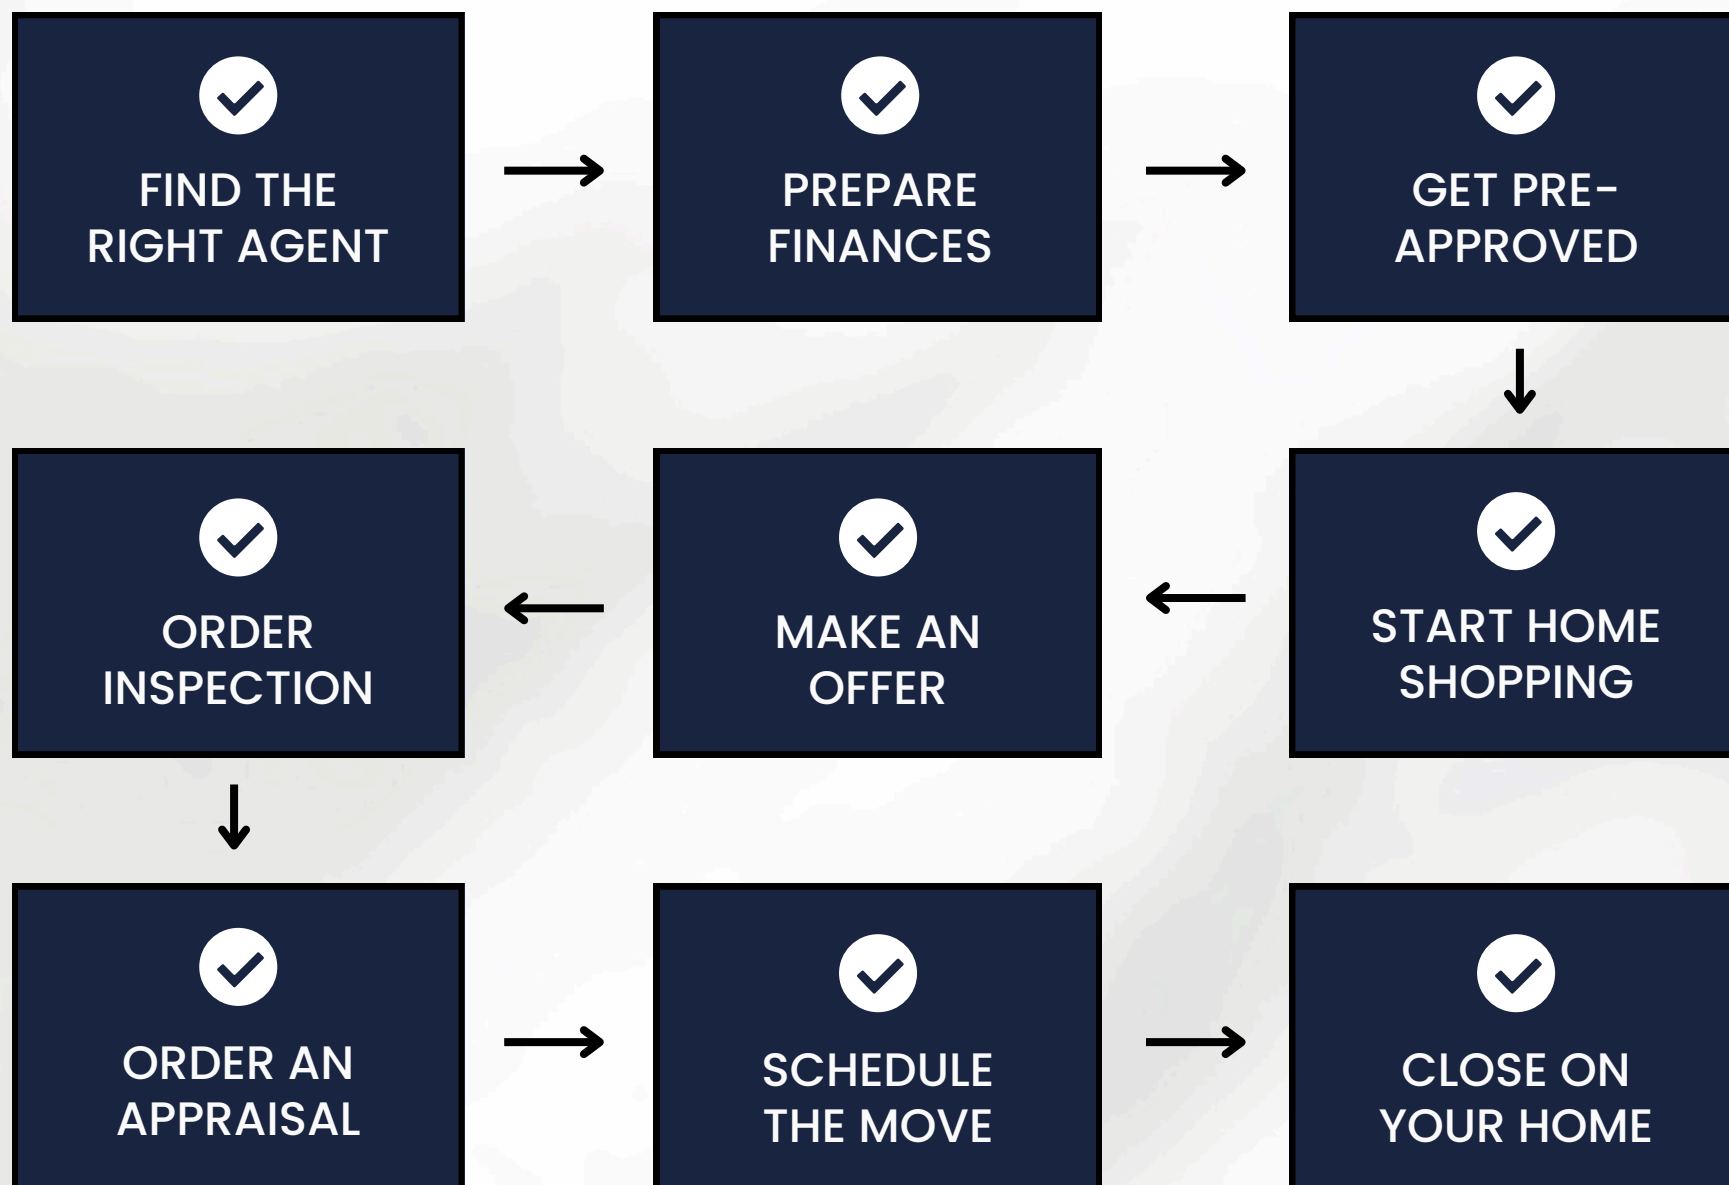 FIND THE
RIGHT AGENT
PREPARE
FINANCES
GET PRE-
APPROVED
START HOME
SHOPPING
MAKE AN
OFFER
ORDER
INSPECTION
ORDER AN
APPRAISAL
SCHEDULE
THE MOVE
CLOSE ON
YOUR HOME